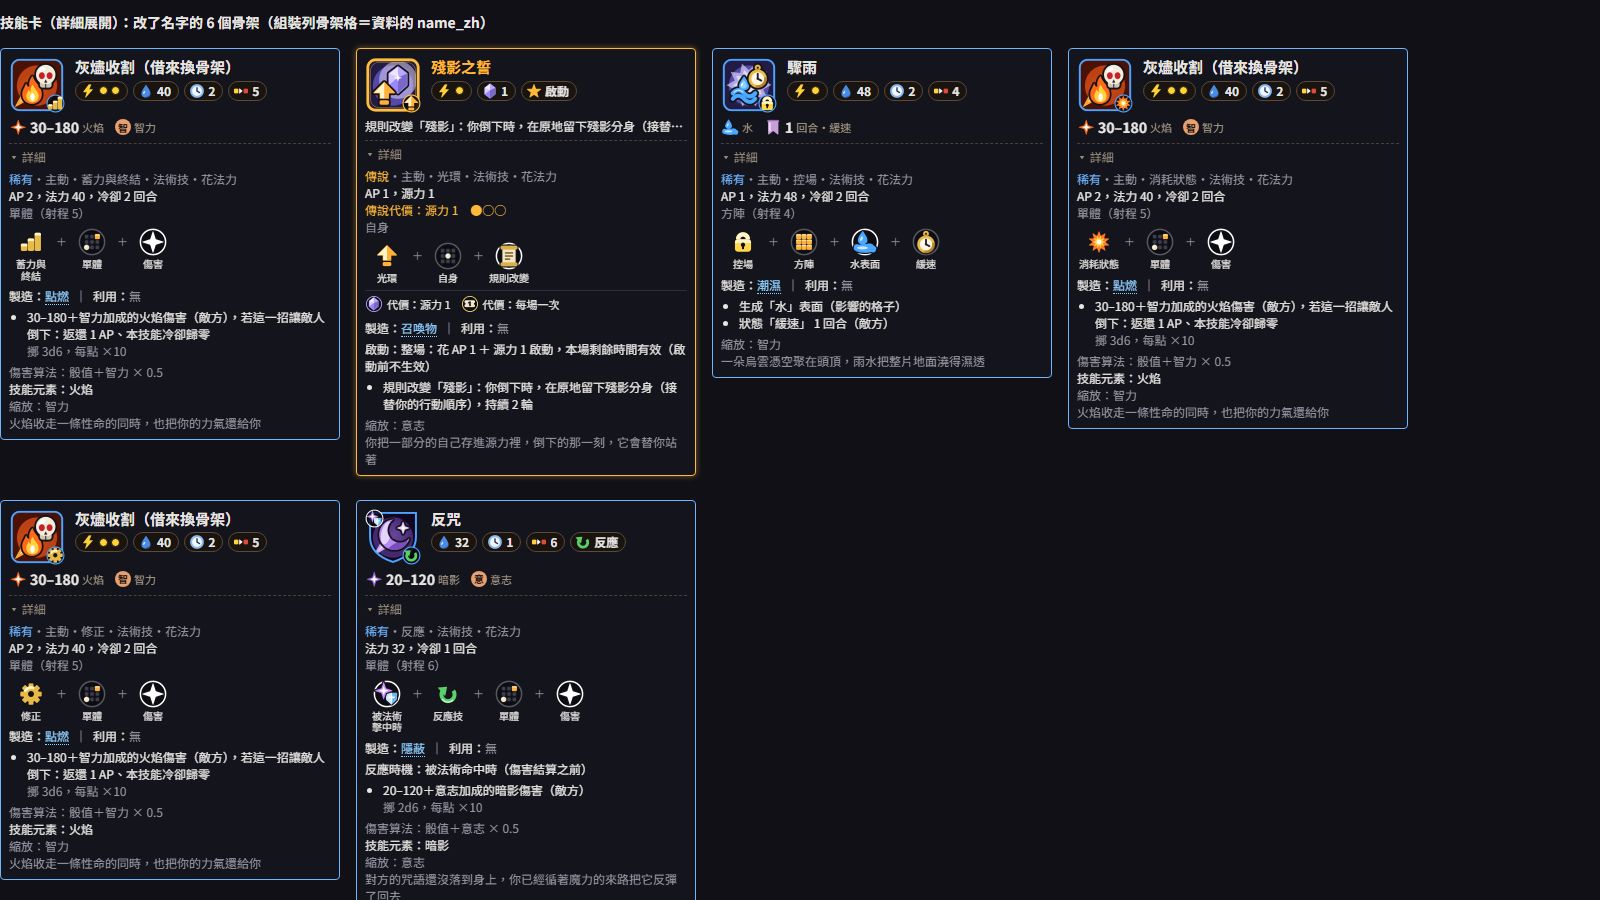 技能卡（詳細展開）：改了名字的 6 個骨架（組裝列骨架格＝資料的 name_zh）
灰燼收割（借來換骨架）
40 2 5
30–180 火焰 智 智力
詳細
稀有・主動・蓄力與終結・法術技・花法力
AP 2，法力 40，冷卻 2 回合
單體（射程 5）
蓄力與終結 + 單體 + 傷害
製造：點燃 ｜ 利用：無
• 30–180＋智力加成的火焰傷害（敵方），若這一招讓敵人
倒下：返還 1 AP、本技能冷卻歸零
擲 3d6，每點 ×10
傷害算法：骰值＋智力 × 0.5
技能元素：火焰
縮放：智力
火焰收走一條性命的同時，也把你的力氣還給你
殘影之誓
1 啟動
規則改變「殘影」：你倒下時，在原地留下殘影分身（接替⋯
詳細
傳說・主動・光環・法術技・花法力
AP 1，源力 1
傳說代價：源力 1 ●○○
自身
光環 + 自身 + 規則改變
代價：源力 1 代價：每場一次
製造：召喚物 ｜ 利用：無
啟動：整場：花 AP 1 ＋ 源力 1 啟動，本場剩餘時間有效（啟
動前不生效）
• 規則改變「殘影」：你倒下時，在原地留下殘影分身（接
替你的行動順序），持續 2 輪
縮放：意志
你把一部分的自己存進源力裡，倒下的那一刻，它會替你站
著
驟雨
48 2 4
水 1 回合・緩速
詳細
稀有・主動・控場・法術技・花法力
AP 1，法力 48，冷卻 2 回合
方陣（射程 4）
控場 + 方陣 + 水表面 + 緩速
製造：潮濕 ｜ 利用：無
• 生成「水」表面（影響的格子）
• 狀態「緩速」 1 回合（敵方）
縮放：智力
一朵烏雲憑空聚在頭頂，雨水把整片地面澆得濕透
灰燼收割（借來換骨架）
40 2 5
30–180 火焰 智 智力
詳細
稀有・主動・消耗狀態・法術技・花法力
AP 2，法力 40，冷卻 2 回合
單體（射程 5）
消耗狀態 + 單體 + 傷害
製造：點燃 ｜ 利用：無
• 30–180＋智力加成的火焰傷害（敵方），若這一招讓敵人
倒下：返還 1 AP、本技能冷卻歸零
擲 3d6，每點 ×10
傷害算法：骰值＋智力 × 0.5
技能元素：火焰
縮放：智力
火焰收走一條性命的同時，也把你的力氣還給你
灰燼收割（借來換骨架）
40 2 5
30–180 火焰 智 智力
詳細
稀有・主動・修正・法術技・花法力
AP 2，法力 40，冷卻 2 回合
單體（射程 5）
修正 + 單體 + 傷害
製造：點燃 ｜ 利用：無
• 30–180＋智力加成的火焰傷害（敵方），若這一招讓敵人
倒下：返還 1 AP、本技能冷卻歸零
擲 3d6，每點 ×10
傷害算法：骰值＋智力 × 0.5
技能元素：火焰
縮放：智力
火焰收走一條性命的同時，也把你的力氣還給你
反咒
32 1 6 反應
20–120 暗影 意 意志
詳細
稀有・反應・法術技・花法力
法力 32，冷卻 1 回合
單體（射程 6）
被法術擊中時 + 反應技 + 單體 + 傷害
製造：隱蔽 ｜ 利用：無
反應時機：被法術命中時（傷害結算之前）
• 20–120＋意志加成的暗影傷害（敵方）
擲 2d6，每點 ×10
傷害算法：骰值＋意志 × 0.5
技能元素：暗影
縮放：意志
對方的咒語還沒落到身上，你已經循著魔力的來路把它反彈
了回去